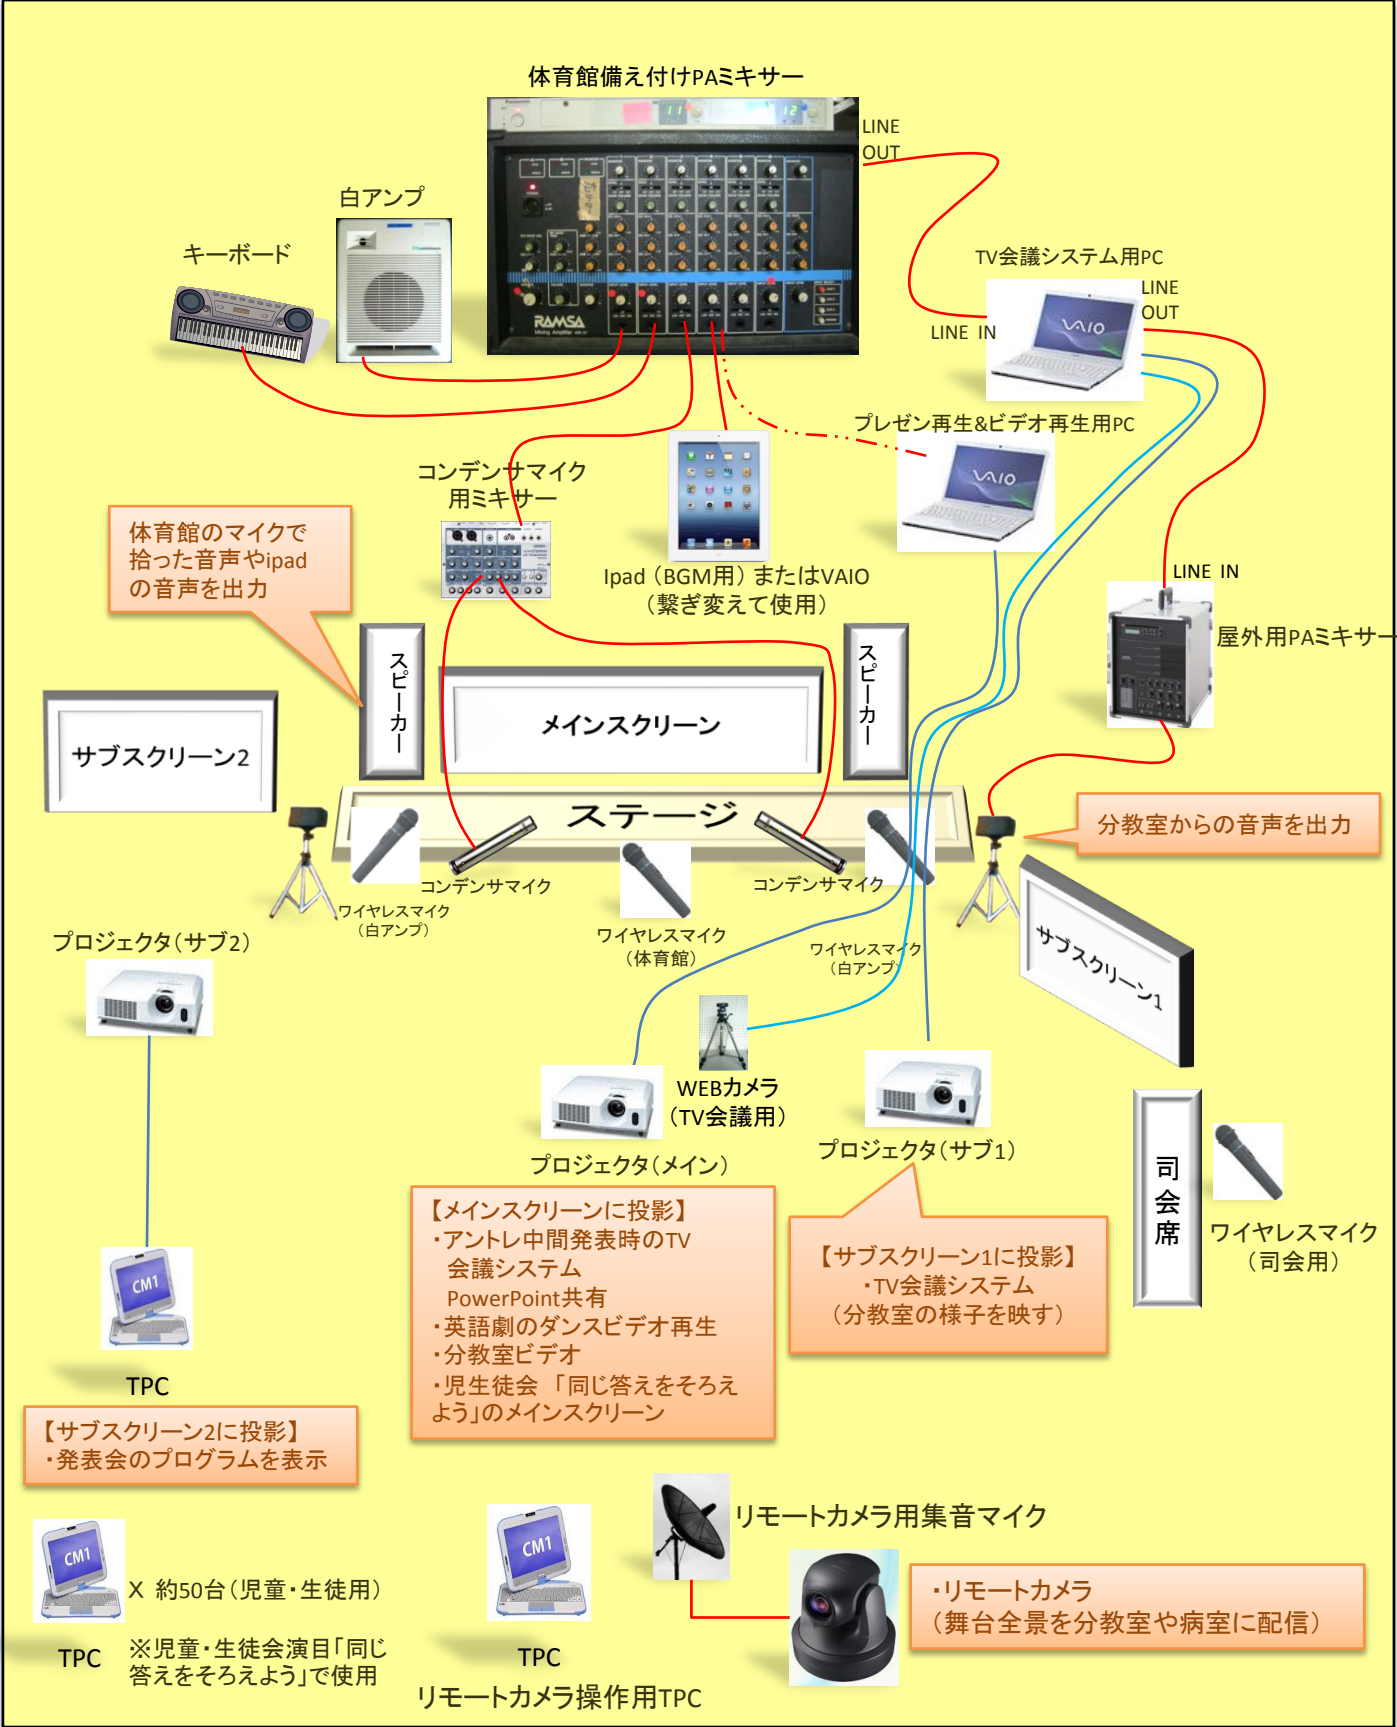 体育館備え付けPAミキサー
Panasonic
11
12
RAMSA
Mixing Amplifier
LINE
OUT
白アンプ
キーボード
TV会議システム用PC
LINE
OUT
LINE IN
VAIO
プレゼン再生&ビデオ再生用PC
VAIO
コンデンサマイク
用ミキサー
体育館のマイクで
拾った音声やipad
の音声を出力
Ipad（BGM用）またはVAIO
（繋ぎ変えて使用）
LINE IN
屋外用PAミキサー
スピーカー
メインスクリーン
スピーカー
サブスクリーン2
ステージ
分教室からの音声を出力
コンデンサマイク
コンデンサマイク
ワイヤレスマイク
（白アンプ）
ワイヤレスマイク
（体育館）
ワイヤレスマイク
（白アンプ）
サブスクリーン1
プロジェクタ（サブ2）
WEBカメラ
（TV会議用）
プロジェクタ（メイン）
プロジェクタ（サブ1）
司会席
ワイヤレスマイク
（司会用）
【メインスクリーンに投影】
・アントレ中間発表時のTV
会議システム
PowerPoint共有
・英語劇のダンスビデオ再生
・分教室ビデオ
・児生徒会 「同じ答えをそろえ
よう」のメインスクリーン
【サブスクリーン1に投影】
・TV会議システム
（分教室の様子を映す）
CM1
TPC
【サブスクリーン2に投影】
・発表会のプログラムを表示
CM1
X 約50台（児童・生徒用）
TPC
※児童・生徒会演目「同じ
答えをそろえよう」で使用
CM1
TPC
リモートカメラ操作用TPC
リモートカメラ用集音マイク
・リモートカメラ
（舞台全景を分教室や病室に配信）